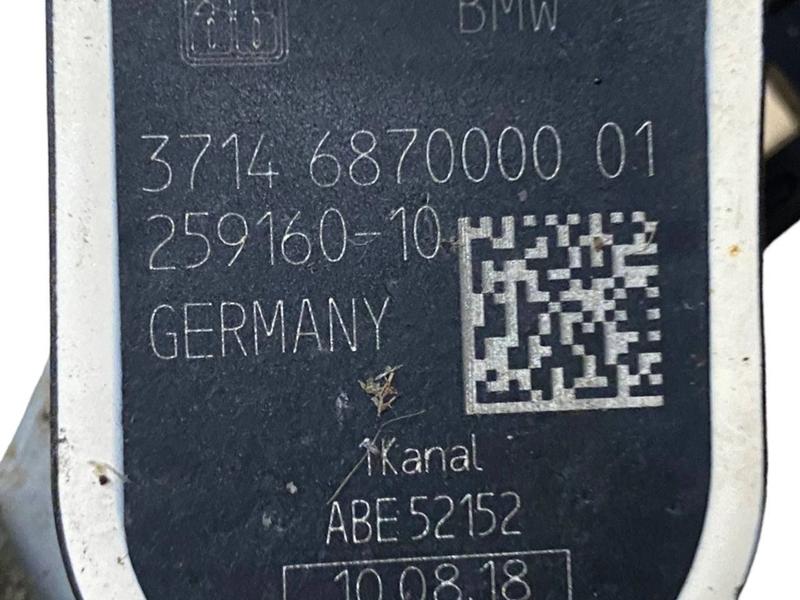 BMW
3714 6870000 01
259160-10
GERMANY
1Kanal
ABE 52152
10.08.18